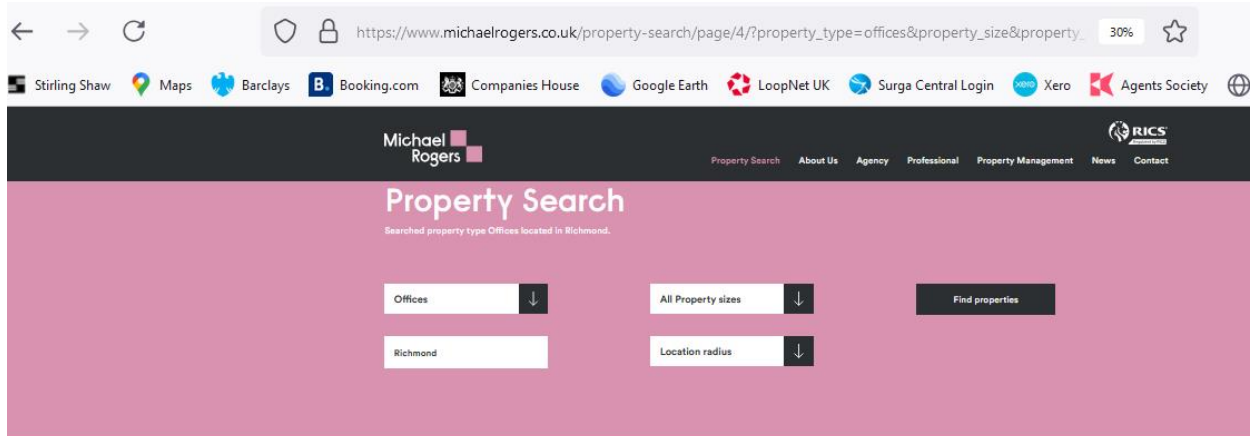 https://www.michaelrogers.co.uk/property-search/page/4/?property_type=offices&property_size&property_ 30%
Stirling Shaw Maps Barclays B. Booking.com Companies House Google Earth LoopNet UK Surga Central Login xero Xero Agents Society
Michael
Rogers
RICS
Property Search About Us Agency Professional Property Management News Contact
Property Search
Searched property type Offices located in Richmond.
Offices All Property sizes Find properties
Richmond Location radius